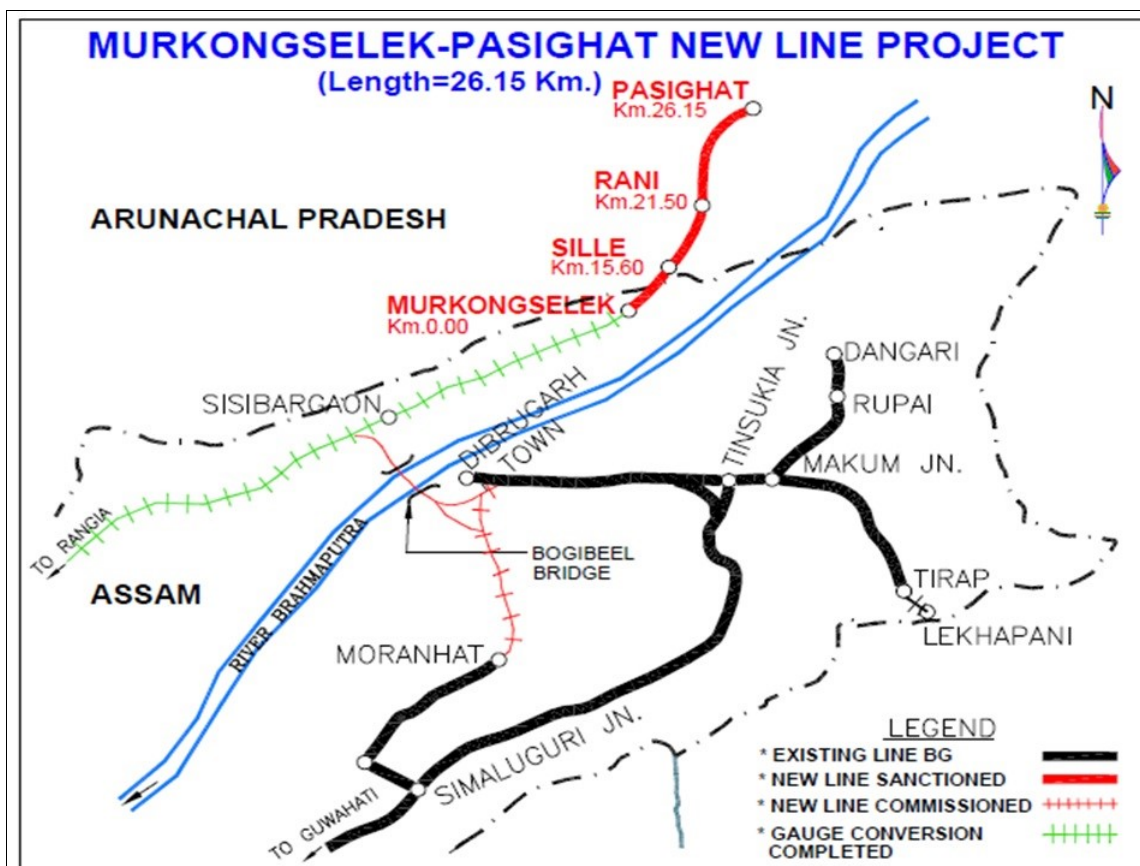 MURKONGSELEK-PASIGHAT NEW LINE PROJECT
(Length=26.15 Km.)
PASIGHAT
Km.26.15
N
RANI
Km.21.50
ARUNACHAL PRADESH
SILLE
Km.15.60
MURKONGSELEK
Km.0.00
SISIBARGAON
DIBRUGARH
TOWN
TINSUKIA JN.
DANGARI
RUPAI
MAKUM JN.
TO RANGIA
RIVER BRAHMAPUTRA
BOGIBEEL
BRIDGE
ASSAM
TIRAP
LEKHAPANI
MORANHAT
SIMALUGURI JN.
TO GUWAHATI
LEGEND
* EXISTING LINE BG
* NEW LINE SANCTIONED
* NEW LINE COMMISSIONED
* GAUGE CONVERSION
COMPLETED